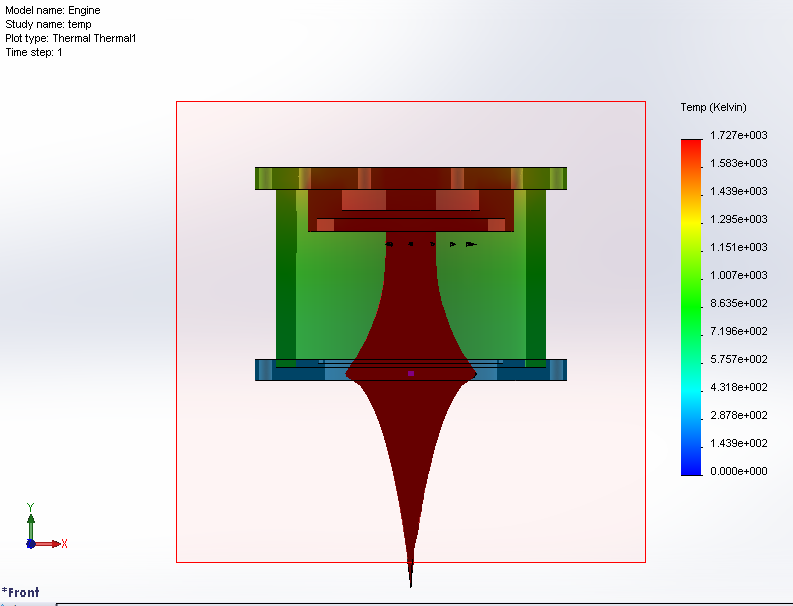 Model name: Engine
Study name: temp
Plot type: Thermal Thermal1
Time step: 1
Temp (Kelvin)
1.727e+003
1.583e+003
1.439e+003
1.295e+003
1.151e+003
1.007e+003
8.635e+002
7.196e+002
5.757e+002
4.318e+002
2.878e+002
1.439e+002
0.000e+000
Y
X
*Front